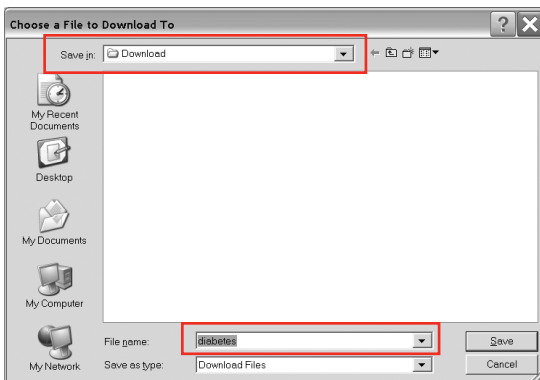 Choose a File to Download To
Save in: Download
My Recent
Documents
Desktop
My Documents
My Computer
File name: diabetes Save
My Network Save as type: Download Files Cancel